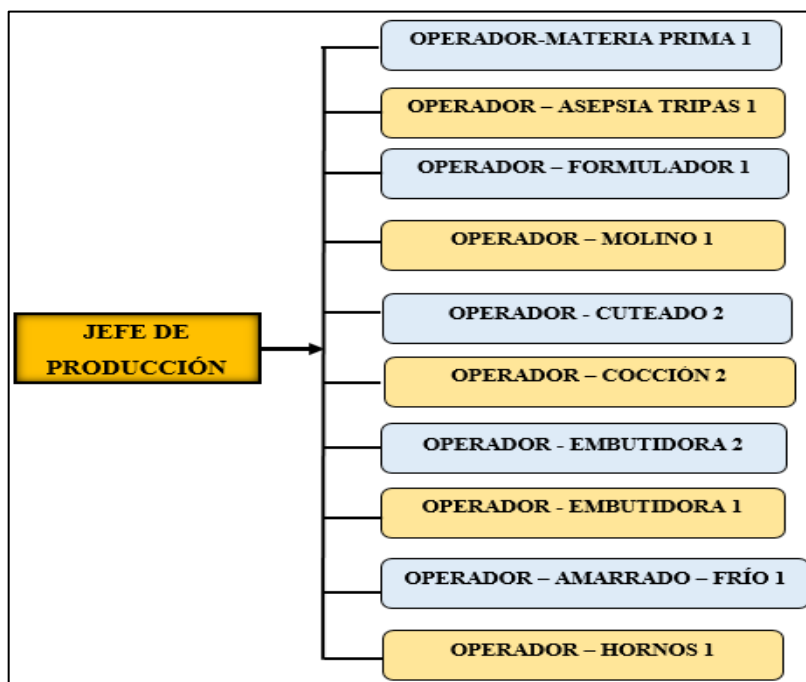 OPERADOR-MATERIA PRIMA 1
OPERADOR – ASEPSIA TRIPAS 1
OPERADOR – FORMULADOR 1
OPERADOR – MOLINO 1
JEFE DE
PRODUCCIÓN
OPERADOR - CUTEADO 2
OPERADOR – COCCIÓN 2
OPERADOR - EMBUTIDORA 2
OPERADOR - EMBUTIDORA 1
OPERADOR – AMARRADO – FRÍO 1
OPERADOR – HORNOS 1